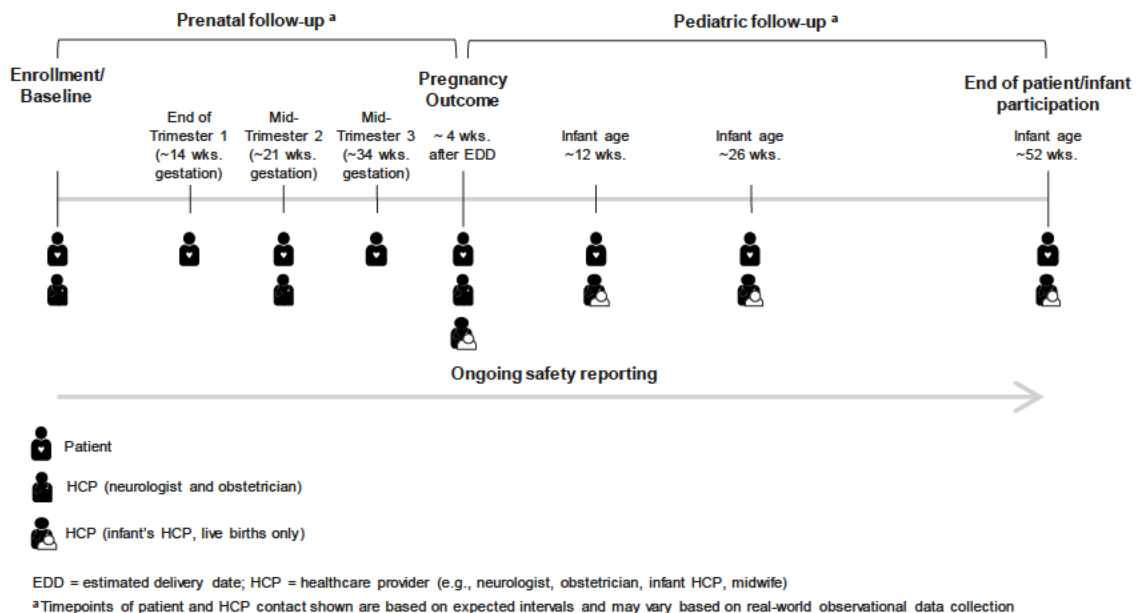 Prenatal follow-up a
Pediatric follow-up a
Enrollment/
Baseline
Pregnancy
Outcome
End of patient/infant
participation
End of
Trimester 1
(~14 wks.
gestation)
Mid-
Trimester 2
(~21 wks.
gestation)
Mid-
Trimester 3
(~34 wks.
gestation)
~ 4 wks.
after EDD
Infant age
~12 wks.
Infant age
~26 wks.
Infant age
~52 wks.
Ongoing safety reporting
Patient
HCP (neurologist and obstetrician)
HCP (infant's HCP, live births only)
EDD = estimated delivery date; HCP = healthcare provider (e.g., neurologist, obstetrician, infant HCP, midwife)
a Timepoints of patient and HCP contact shown are based on expected intervals and may vary based on real-world observational data collection